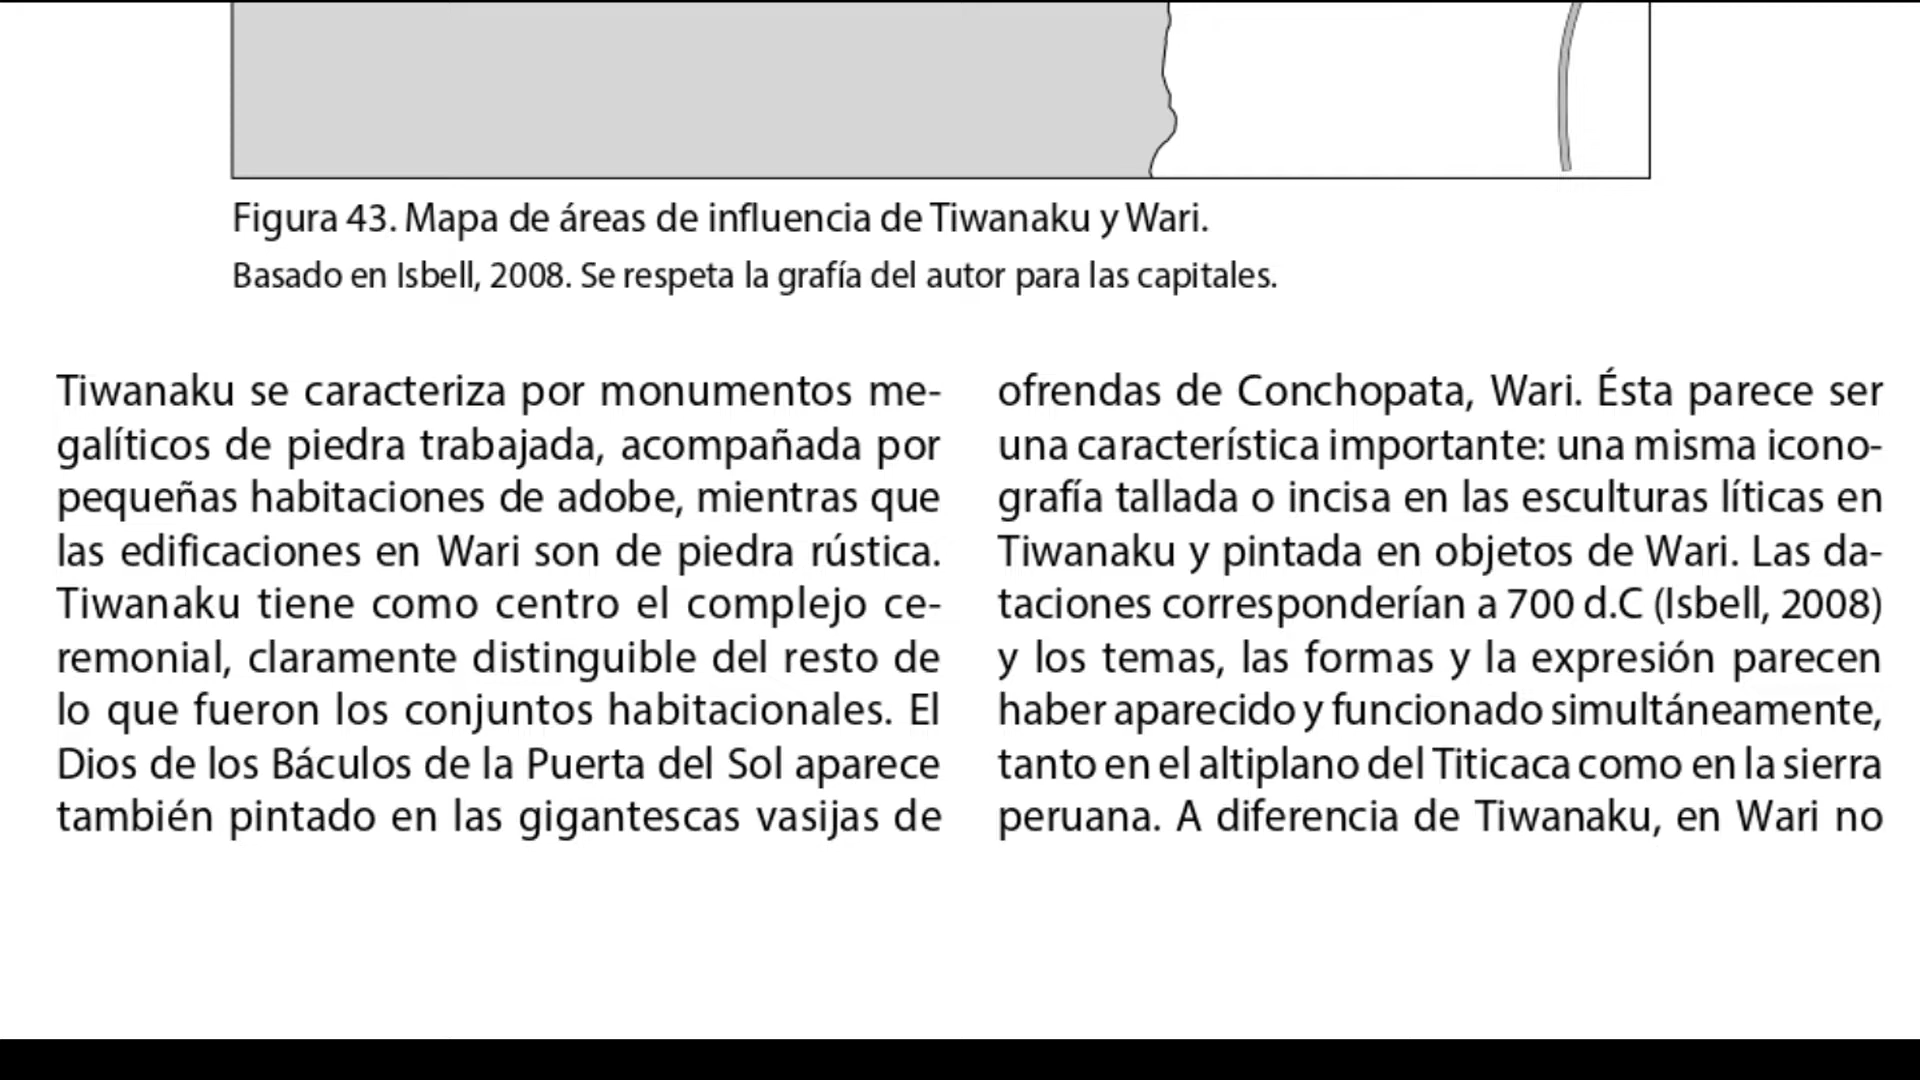 Figura 43. Mapa de áreas de influencia de Tiwanaku y Wari.
Basado en Isbell, 2008. Se respeta la grafía del autor para las capitales.
Tiwanaku se caracteriza por monumentos me-
galíticos de piedra trabajada, acompañada por
pequeñas habitaciones de adobe, mientras que
las edificaciones en Wari son de piedra rústica.
Tiwanaku tiene como centro el complejo ce-
remonial, claramente distinguible del resto de
lo que fueron los conjuntos habitacionales. El
Dios de los Báculos de la Puerta del Sol aparece
también pintado en las gigantescas vasijas de
ofrendas de Conchopata, Wari. Ésta parece ser
una característica importante: una misma icono-
grafía tallada o incisa en las esculturas líticas en
Tiwanaku y pintada en objetos de Wari. Las da-
taciones corresponderían a 700 d.C (Isbell, 2008)
y los temas, las formas y la expresión parecen
haber aparecido y funcionado simultáneamente,
tanto en el altiplano del Titicaca como en la sierra
peruana. A diferencia de Tiwanaku, en Wari no